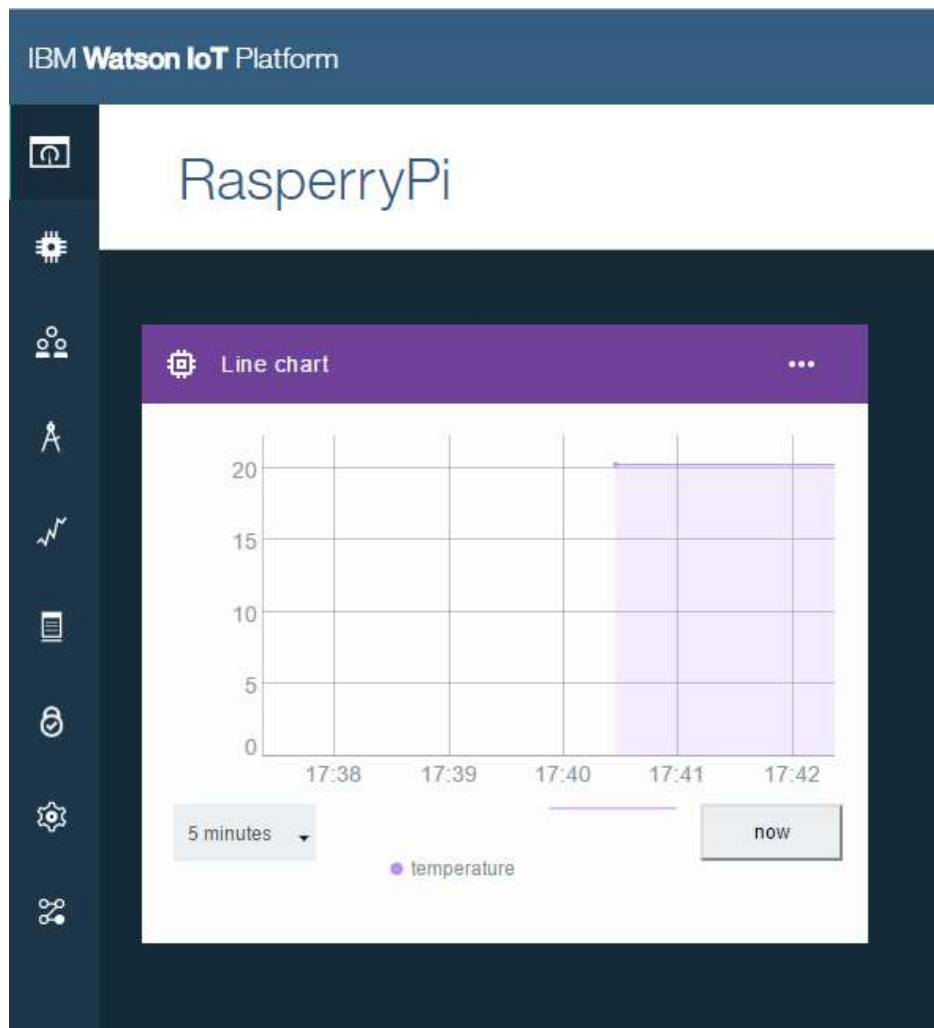 IBM Watson IoT Platform
RasperryPi
Line chart
20
15
10
5
0
17:38 17:39 17:40 17:41 17:42
5 minutes
now
temperature